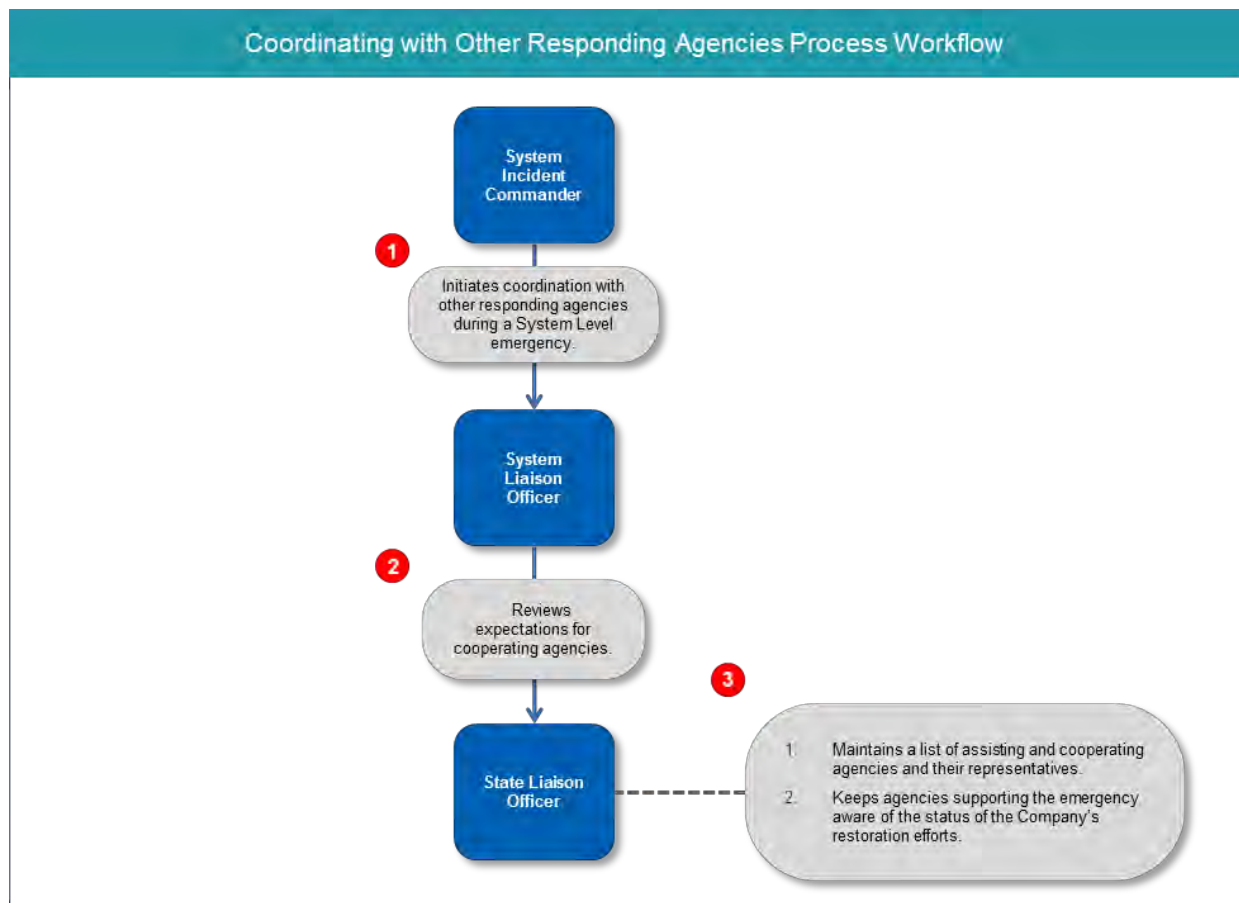 Coordinating with Other Responding Agencies Process Workflow
System
Incident
Commander
1
Initiates coordination with
other responding agencies
during a System Level
emergency.
System
Liaison
Officer
2
Reviews
expectations for
cooperating agencies.
3
State Liaison
Officer
1. Maintains a list of assisting and cooperating
agencies and their representatives.
2. Keeps agencies supporting the emergency
aware of the status of the Company's
restoration efforts.